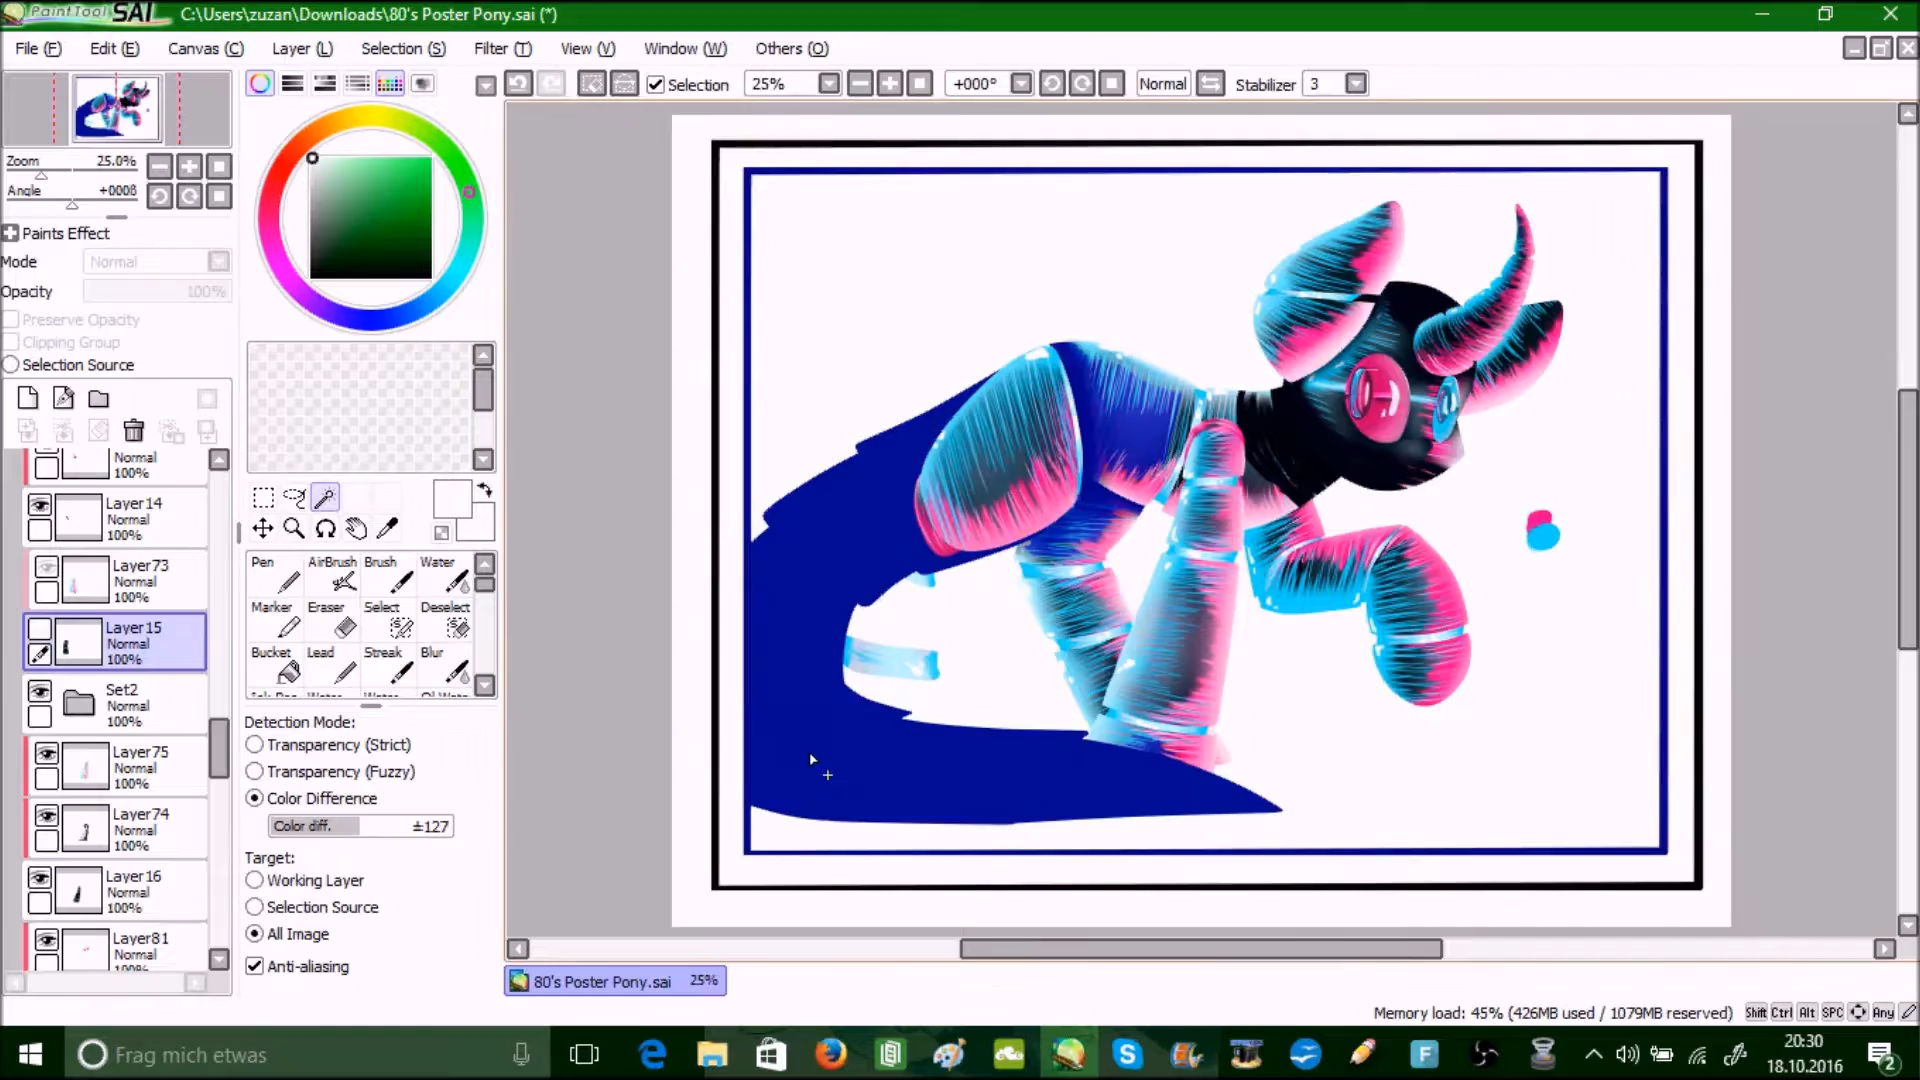 PaintTool SAI C:\Users\zuzan\Downloads\80's Poster Pony.sai (*)
File (F) Edit (E) Canvas (C) Layer (L) Selection (S) Filter (T) View (V) Window (W) Others (O)
Selection 25% +000° Normal Stabilizer 3
Zoom 25.0%
Angle +000ß
Paints Effect
Mode Normal
Opacity 100%
Preserve Opacity
Clipping Group
Selection Source
Normal
100%
Layer14
Normal
100%
Layer73
Normal
100%
Layer15
Normal
100%
Set2
Normal
100%
Layer75
Normal
100%
Layer74
Normal
100%
Layer16
Normal
100%
Layer81
Normal
100%
Pen AirBrush Brush Water
Marker Eraser Select Deselect
Bucket Lead Streak Blur
Detection Mode:
Transparency (Strict)
Transparency (Fuzzy)
Color Difference
Color diff. ±127
Target:
Working Layer
Selection Source
All Image
Anti-aliasing
80's Poster Pony.sai 25%
Memory load: 45% (426MB used / 1079MB reserved) Shift Ctrl Alt SPC Any
Frag mich etwas
F
20:30
18.10.2016
2